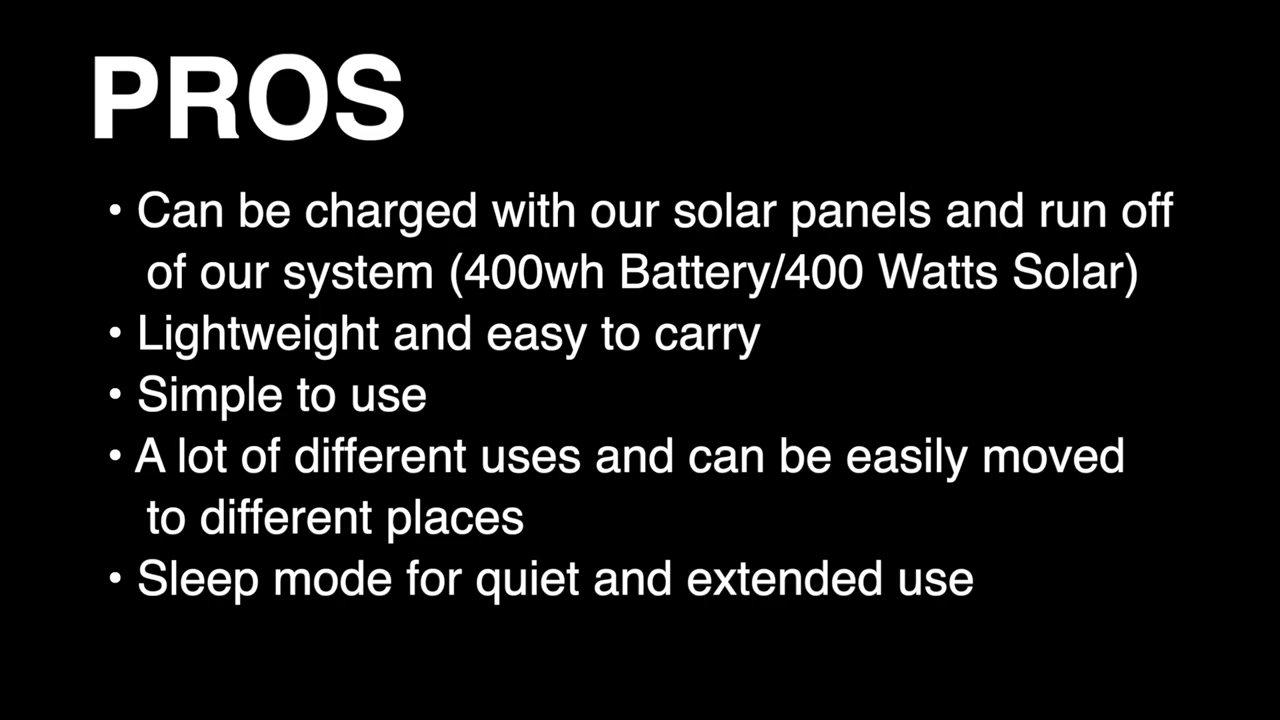 PROS
• Can be charged with our solar panels and run off
of our system (400wh Battery/400 Watts Solar)
• Lightweight and easy to carry
• Simple to use
• A lot of different uses and can be easily moved
to different places
• Sleep mode for quiet and extended use